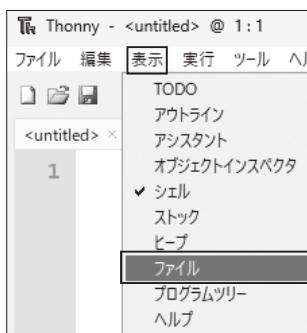 Thonny - <untitled> @ 1:1
ファイル 編集 表示 実行 ツール
TODO
<untitled> ×
アウトライン
アシスタント
1
オブジェクトインスペクタ
✔ シェル
ストック
ヒープ
ファイル
プログラムツリー
ヘルプ